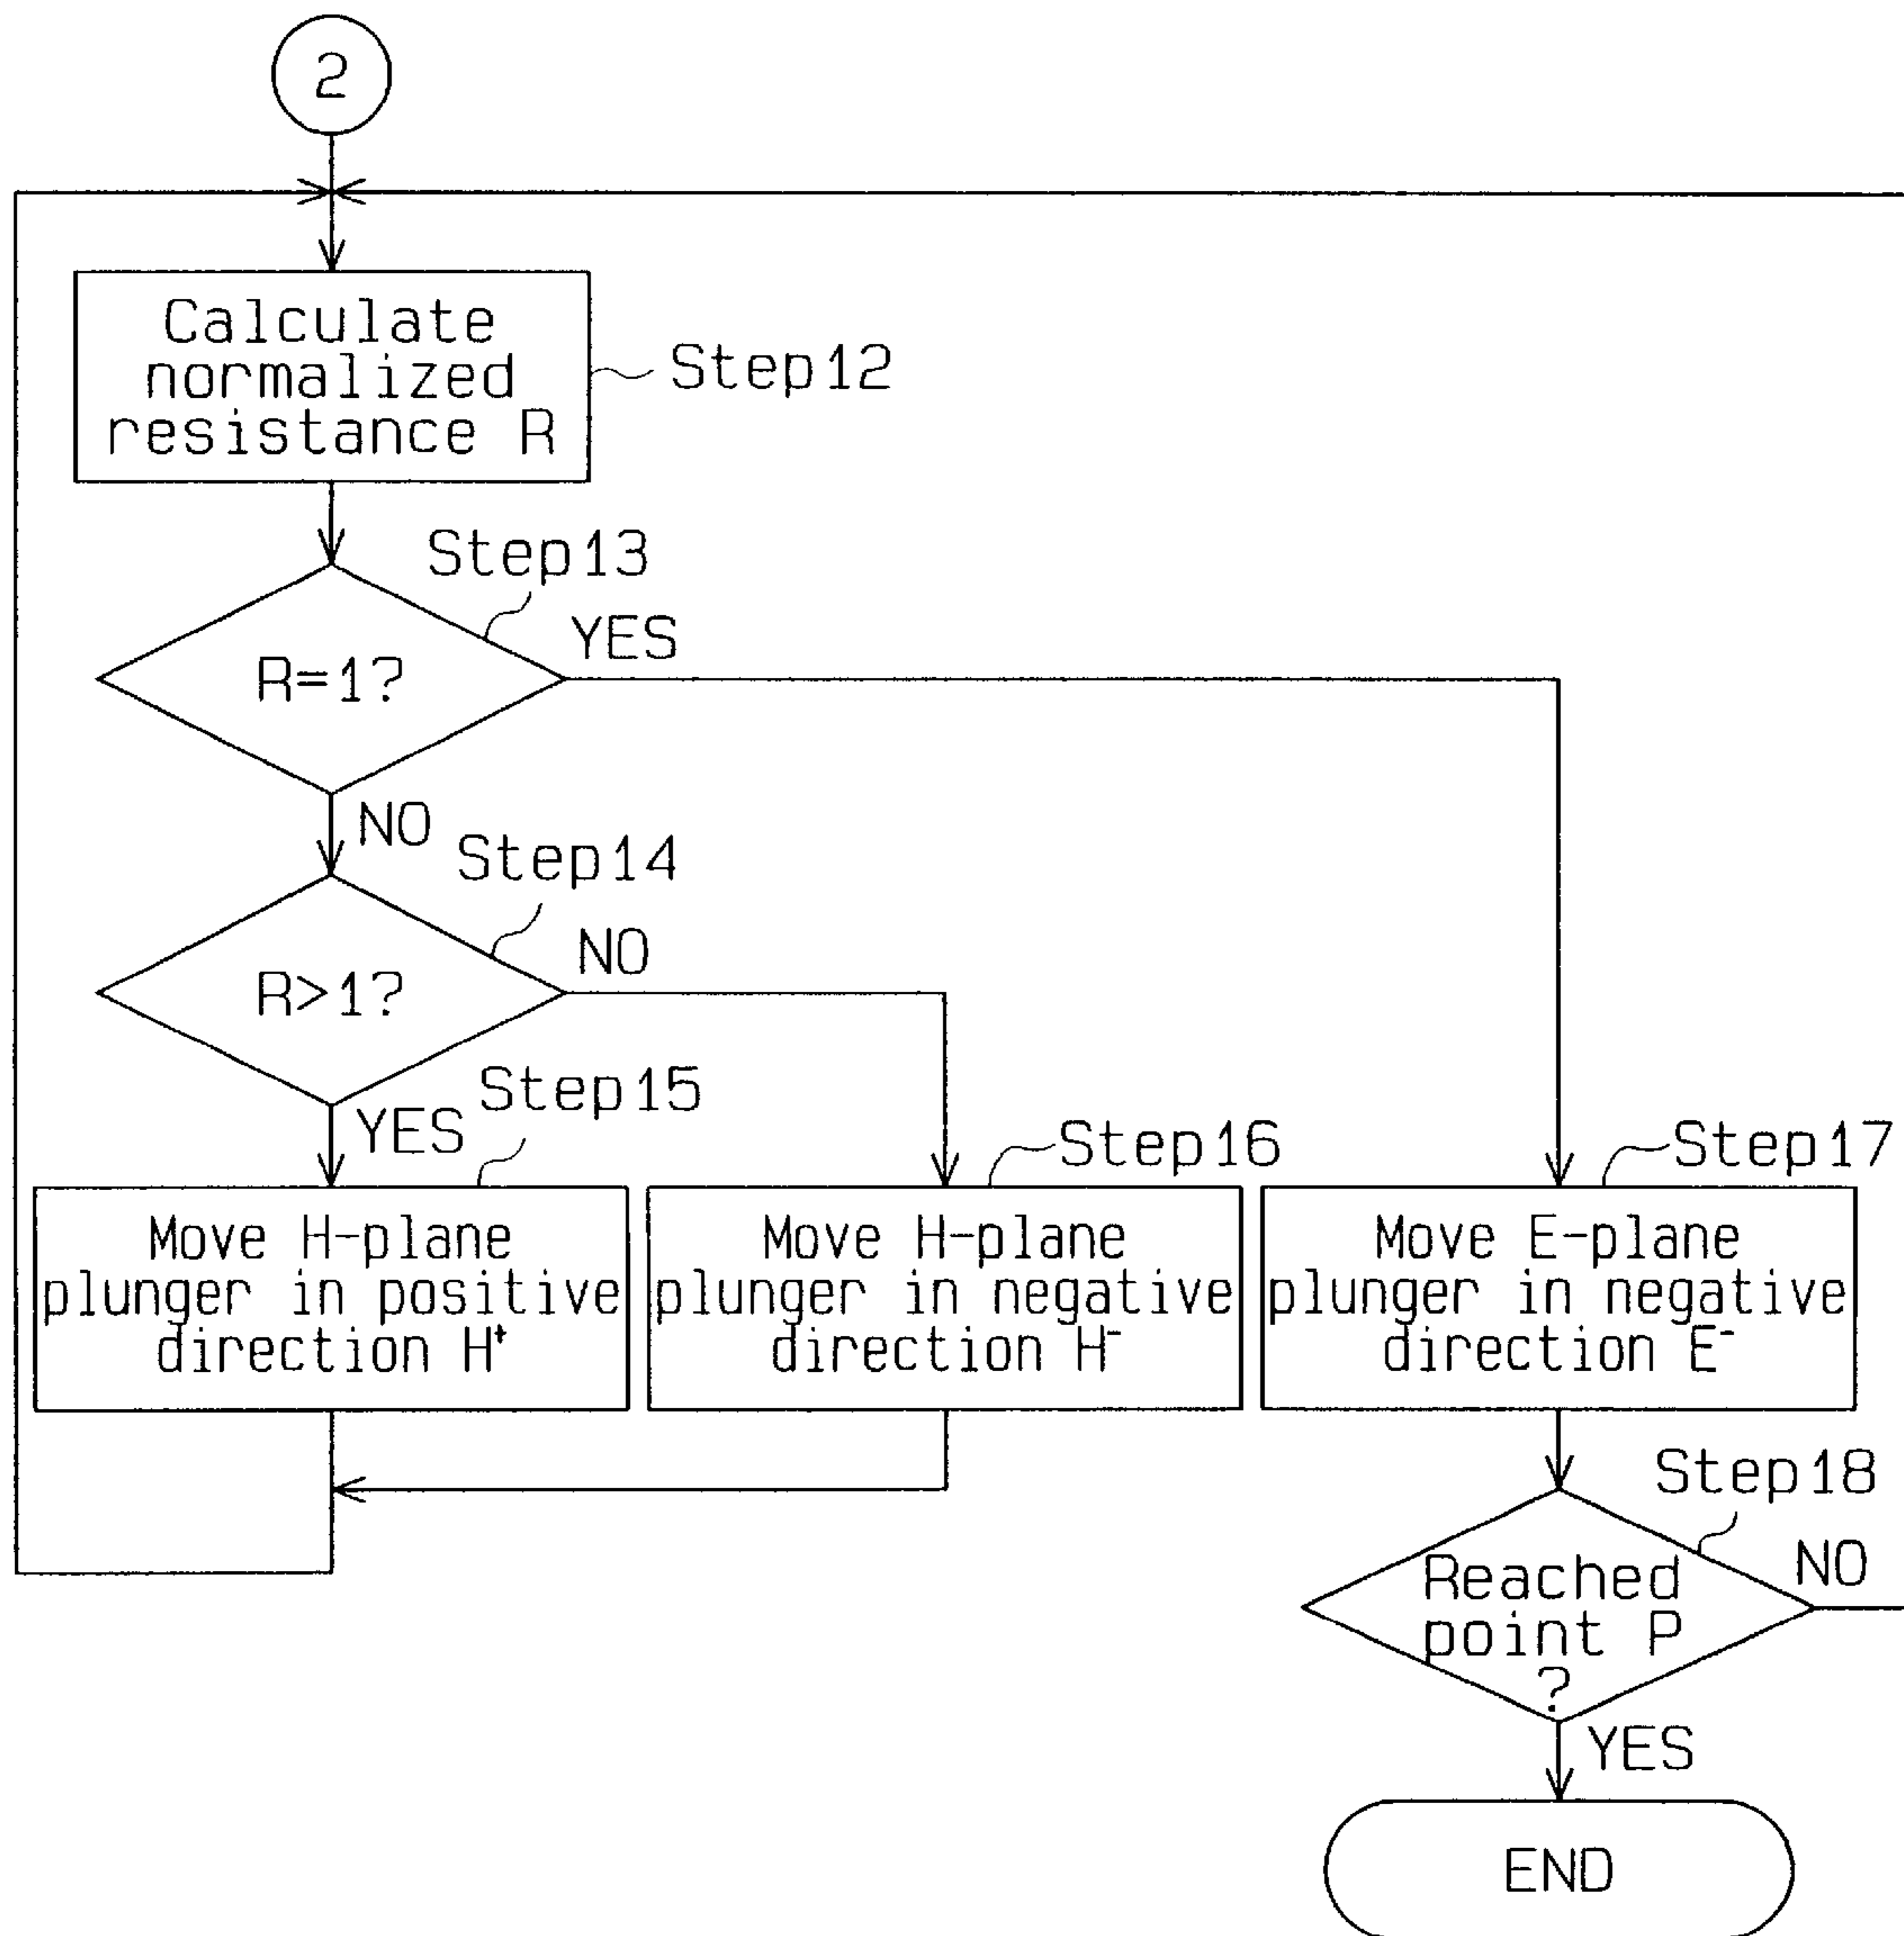 2
Calculate
normalized
resistance R
Step12
Step13
YES
R=1?
NO
Step14
NO
R>1?
YES
Step15
Step16
Step17
Move H-plane
plunger in positive
direction H⁺
Move H-plane
plunger in negative
direction H⁻
Move E-plane
plunger in negative
direction E⁻
Step18
NO
Reached
point P
?
YES
END